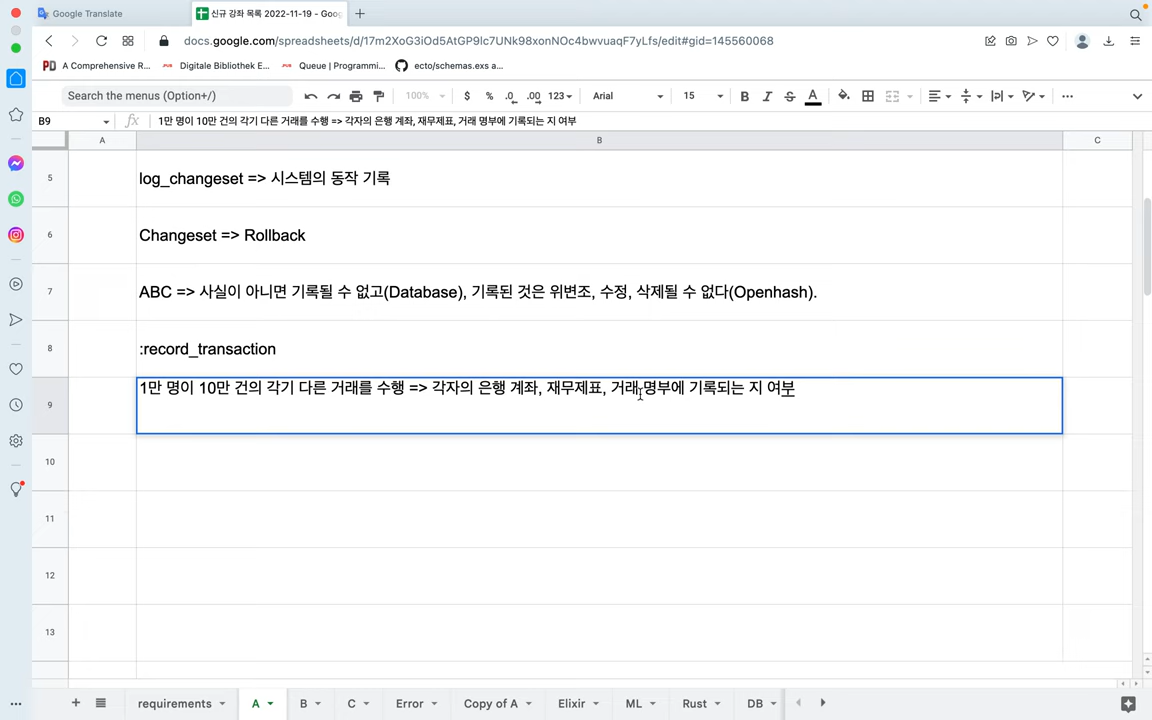 Google Translate
신규 강좌 목록 2022-11-19 - Goo
docs.google.com/spreadsheets/d/17m2XoG3iOd5AtGP9lc7UNk98xonNOc4bwvuaqF7yLfs/edit#gid=145560068
A Comprehensive R... Digitale Bibliothek E... Queue | Programmi... ecto/schemas.exs a...
Search the menus (Option+/) 100% $ % .0 .00 123 Arial 15 B I S A
B9 fx 1만 명이 10만 건의 각기 다른 거래를 수행 => 각자의 은행 계좌, 재무제표, 거래 명부에 기록되는 지 여부
A B C
5 log_changeset => 시스템의 동작 기록
6 Changeset => Rollback
7 ABC => 사실이 아니면 기록될 수 없고(Database), 기록된 것은 위변조, 수정, 삭제될 수 없다(Openhash).
8 :record_transaction
9 1만 명이 10만 건의 각기 다른 거래를 수행 => 각자의 은행 계좌, 재무제표, 거래 명부에 기록되는 지 여부
10
11
12
13
requirements A B C Error Copy of A Elixir ML Rust DB